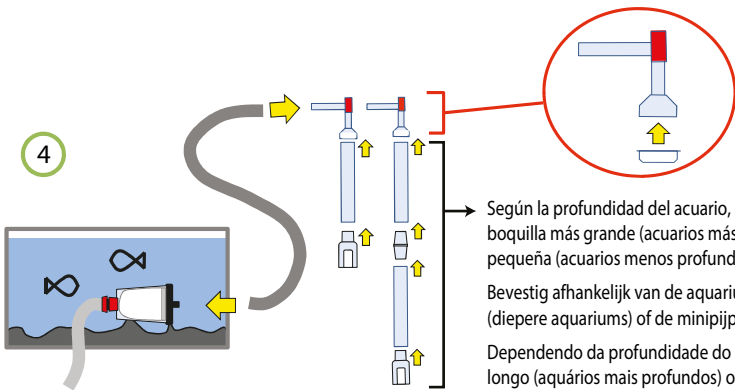 4
Según la profundidad del acuario,
boquilla más grande (acuarios más
pequeña (acuarios menos profund
Bevestig afhankelijk van de aquariu
(diepere aquariums) of de minipijp
Dependendo da profundidade do
longo (aquários mais profundos) o